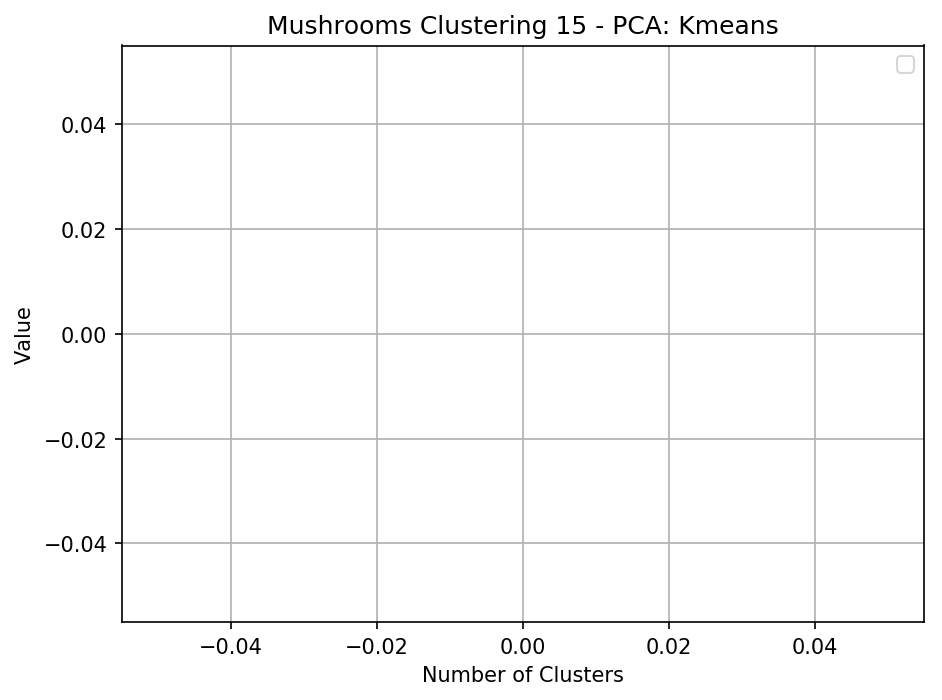 Mushrooms Clustering 15 - PCA: Kmeans
0.04
0.02
0.00
−0.02
−0.04
Value
−0.04 −0.02 0.00 0.02 0.04
Number of Clusters